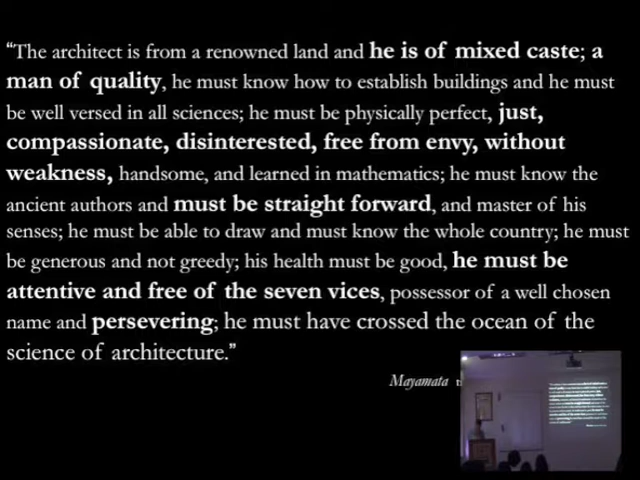 “The architect is from a renowned land and he is of mixed caste; a
man of quality, he must know how to establish buildings and he must
be well versed in all sciences; he must be physically perfect, just,
compassionate, disinterested, free from envy, without
weakness, handsome, and learned in mathematics; he must know the
ancient authors and must be straight forward, and master of his
senses; he must be able to draw and must know the whole country; he must
be generous and not greedy; his health must be good, he must be
attentive and free of the seven vices, possessor of a well chosen
name and persevering; he must have crossed the ocean of the
science of architecture.”
Mayamata